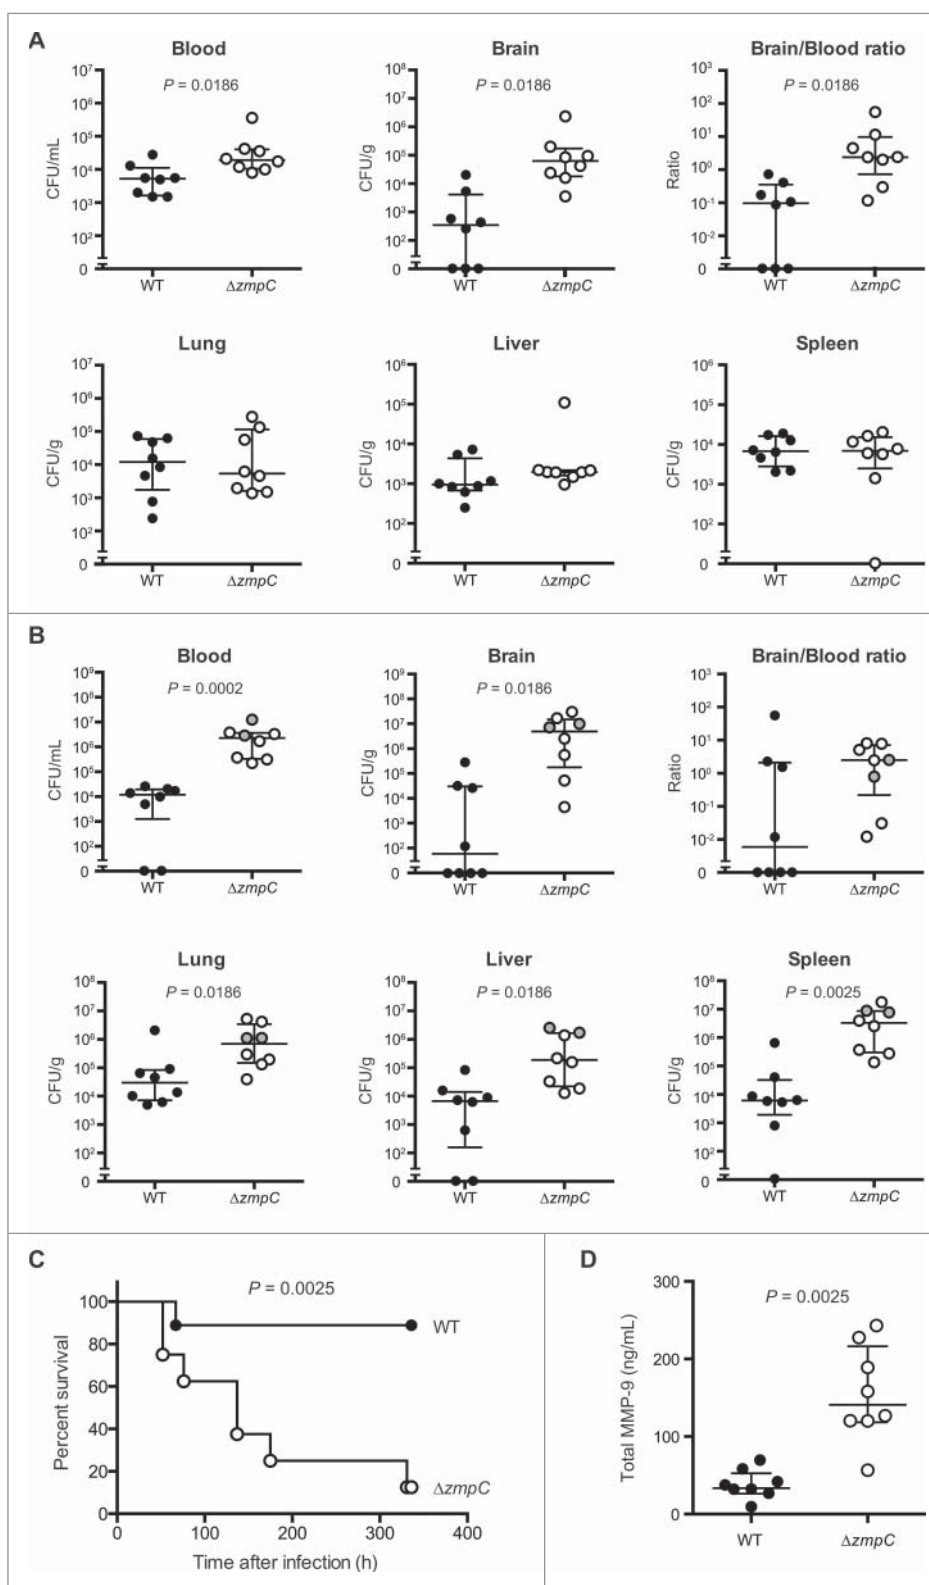 A
Blood Brain Brain/Blood ratio
P = 0.0186 P = 0.0186 P = 0.0186
CFU/mL CFU/g Ratio
10⁷ 10⁶ 10⁵ 10⁴ 10³ 10² 0
10⁸ 10⁷ 10⁶ 10⁵ 10⁴ 10³ 10² 0
10³ 10² 10¹ 10⁰ 10⁻¹ 10⁻² 0
WT ΔzmpC WT ΔzmpC WT ΔzmpC
Lung Liver Spleen
CFU/g CFU/g CFU/g
10⁷ 10⁶ 10⁵ 10⁴ 10³ 10² 0
10⁶ 10⁵ 10⁴ 10³ 10² 0
10⁶ 10⁵ 10⁴ 10³ 10² 0
WT ΔzmpC WT ΔzmpC WT ΔzmpC
B
Blood Brain Brain/Blood ratio
P = 0.0002 P = 0.0186
CFU/mL CFU/g Ratio
10⁹ 10⁸ 10⁷ 10⁶ 10⁵ 10⁴ 10³ 10² 0
10⁹ 10⁸ 10⁷ 10⁶ 10⁵ 10⁴ 10³ 10² 0
10³ 10² 10¹ 10⁰ 10⁻¹ 10⁻² 0
WT ΔzmpC WT ΔzmpC WT ΔzmpC
Lung Liver Spleen
P = 0.0186 P = 0.0186 P = 0.0025
CFU/g CFU/g CFU/g
10⁸ 10⁷ 10⁶ 10⁵ 10⁴ 10³ 10² 0
10⁸ 10⁷ 10⁶ 10⁵ 10⁴ 10³ 10² 0
10⁸ 10⁷ 10⁶ 10⁵ 10⁴ 10³ 10² 0
WT ΔzmpC WT ΔzmpC WT ΔzmpC
C
P = 0.0025
Percent survival
100 80 60 40 20 0
WT
ΔzmpC
0 100 200 300 400
Time after infection (h)
D
P = 0.0025
Total MMP-9 (ng/mL)
300 200 100 0
WT ΔzmpC